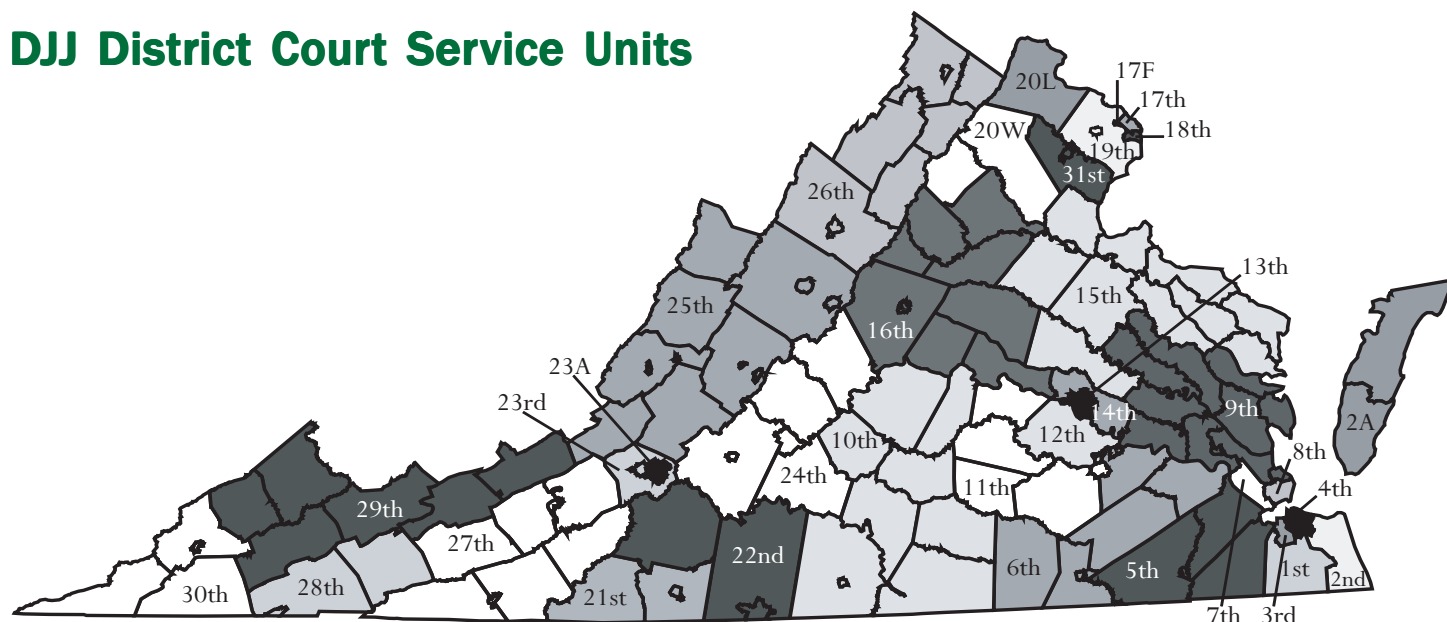 DJJ District Court Service Units
17F
20L
17th
20W
18th
19th
31st
26th
13th
25th
15th
16th
23A
23rd
14th
9th
2A
10th
12th
8th
24th
11th
4th
29th
27th
22nd
6th
5th
1st
28th
2nd
30th
21st
7th
3rd